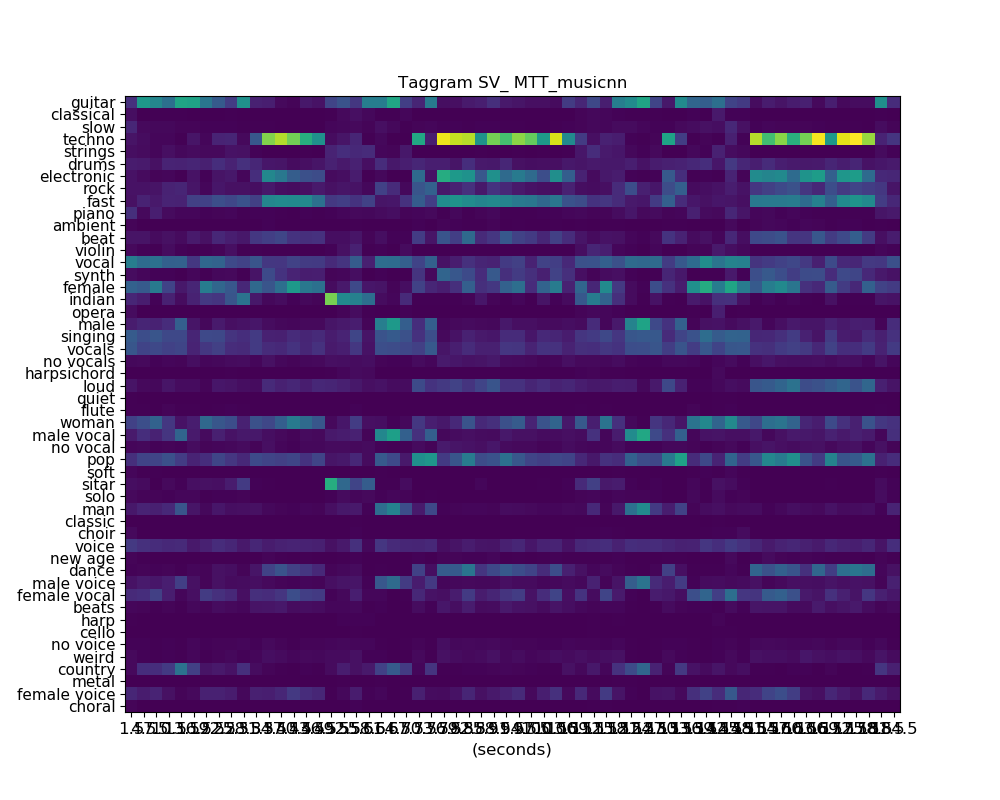 Taggram SV_ MTT_musicnn
guitar
classical
slow
techno
strings
drums
electronic
rock
fast
piano
ambient
beat
violin
vocal
synth
female
indian
opera
male
singing
vocals
no vocals
harpsichord
loud
quiet
flute
woman
male vocal
no vocal
pop
soft
sitar
solo
man
classic
choir
voice
new age
dance
male voice
female vocal
beats
harp
cello
no voice
weird
country
metal
female voice
choral
(seconds)